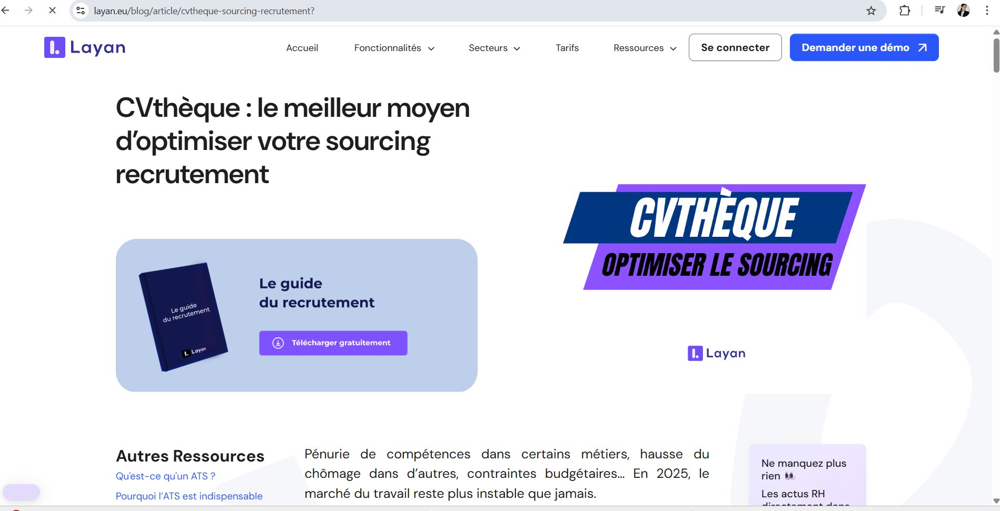 layan.eu/blog/article/cvtheque-sourcing-recrutement?
Layan
Accueil
Fonctionnalités
Secteurs
Tarifs
Ressources
Se connecter
Demander une démo
CVthèque : le meilleur moyen
d’optimiser votre sourcing
recrutement
CVTHÈQUE
OPTIMISER LE SOURCING
Layan
Le guide
du recrutement
Layan
Le guide
du recrutement
Télécharger gratuitement
Autres Ressources
Qu'est-ce qu'un ATS ?
Pourquoi l’ATS est indispensable
Pénurie de compétences dans certains métiers, hausse du
chômage dans d’autres, contraintes budgétaires... En 2025, le
marché du travail reste plus instable que jamais.
Ne manquez plus
rien 👀
Les actus RH
directement dans